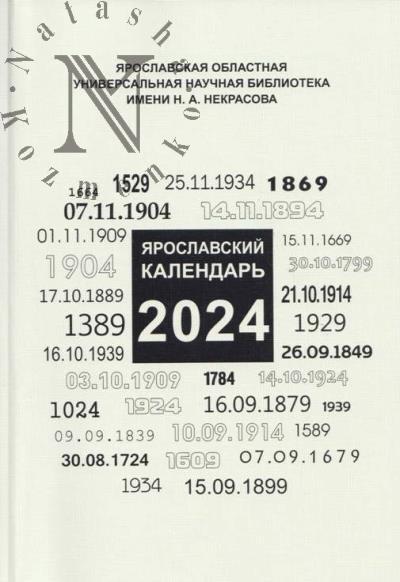 Natasha Kozmenko
N
ЯРОСЛАВСКАЯ ОБЛАСТНАЯ
УНИВЕРСАЛЬНАЯ НАУЧНАЯ БИБЛИОТЕКА
ИМЕНИ Н. А. НЕКРАСОВА
1664 1529 25.11.1934 1869
07.11.1904 14.11.1894
01.11.1909 15.11.1669
1904 30.10.1799
ЯРОСЛАВСКИЙ
КАЛЕНДАРЬ
2024
17.10.1889 21.10.1914
1389 1929
16.10.1939 26.09.1849
03.10.1909 1784 14.10.1924
1024 1924 16.09.1879 1939
09.09.1839 10.09.1914 1589
30.08.1724 1609 07.09.1679
1934 15.09.1899